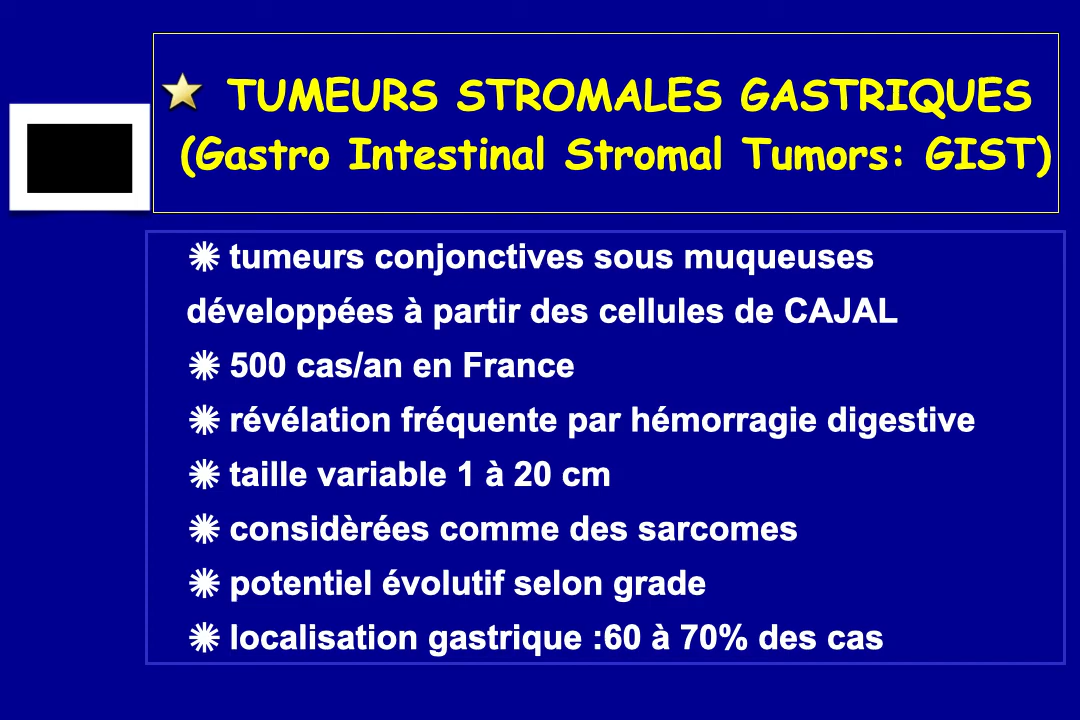 TUMEURS STROMALES GASTRIQUES
(Gastro Intestinal Stromal Tumors: GIST)
tumeurs conjonctives sous muqueuses
développées à partir des cellules de CAJAL
500 cas/an en France
révélation fréquente par hémorragie digestive
taille variable 1 à 20 cm
considèrées comme des sarcomes
potentiel évolutif selon grade
localisation gastrique :60 à 70% des cas